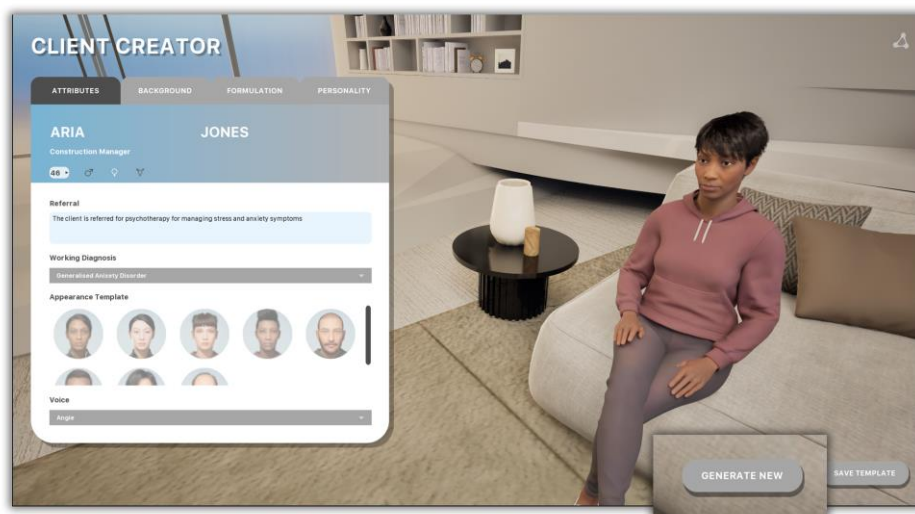 CLIENT CREATOR
ATTRIBUTES BACKGROUND FORMULATION PERSONALITY
ARIA JONES
Construction Manager
46
Referral
The client is referred for psychotherapy for managing stress and anxiety symptoms
Working Diagnosis
Generalised Anixety Disorder
Appearance Template
Voice
Angie
GENERATE NEW SAVE TEMPLATE